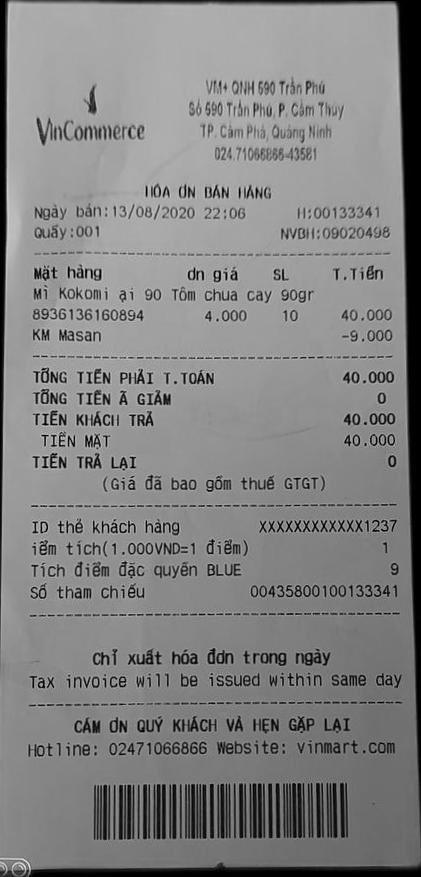 VinCommerce
VM+ QNH 590 Trần Phú
Số 590 Trần Phú, P. Cẩm Thủy
TP. Cẩm Phả, Quảng Ninh
024.71066866-43581
HÓA ƠN BÁN HÀNG
Ngày bán:13/08/2020 22:06 H:00133341
Quầy:001 NVBH:09020498
Mặt hàng ơn giá SL T.Tiền
Mì Kokomi ại 90 Tôm chua cay 90gr
8936136160894 4.000 10 40.000
KM Masan -9.000
TỔNG TIỀN PHẢI T.TOÁN 40.000
TỔNG TIỀN Ã GIẢM 0
TIỀN KHÁCH TRẢ 40.000
TIỀN MẶT 40.000
TIỀN TRẢ LẠI 0
(Giá đã bao gồm thuế GTGT)
ID thẻ khách hàng XXXXXXXXXXXX1237
iểm tích(1.000VND=1 điểm) 1
Tích điểm đặc quyền BLUE 9
Số tham chiếu 00435800100133341
Chỉ xuất hóa đơn trong ngày
Tax invoice will be issued within same day
CẢM ƠN QUÝ KHÁCH VÀ HẸN GẶP LẠI
Hotline: 02471066866 Website: vinmart.com